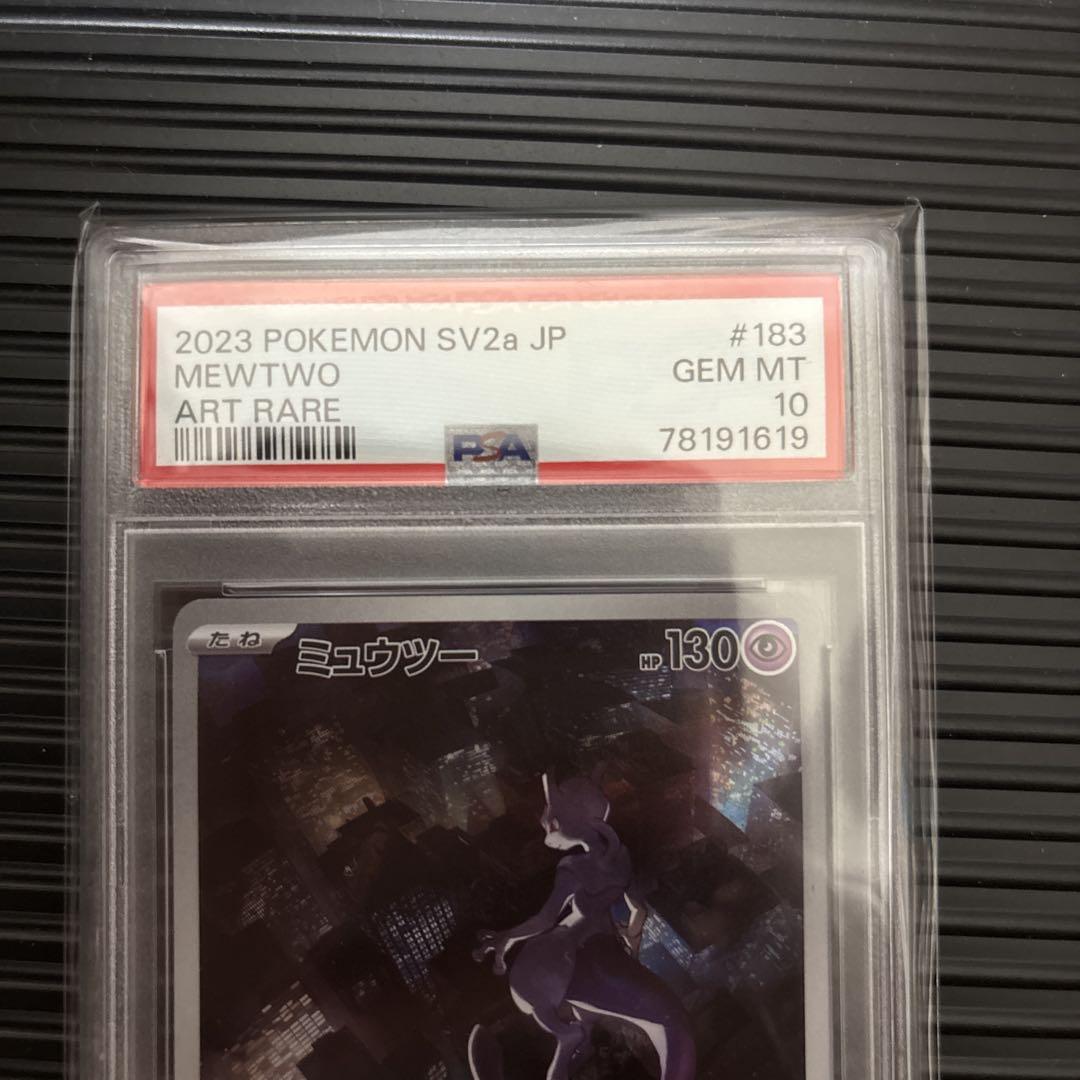 2023 POKEMON SV2a JP #183
MEWTWO GEM MT
ART RARE 10
PSA 78191619
たね ミュウツー HP 130